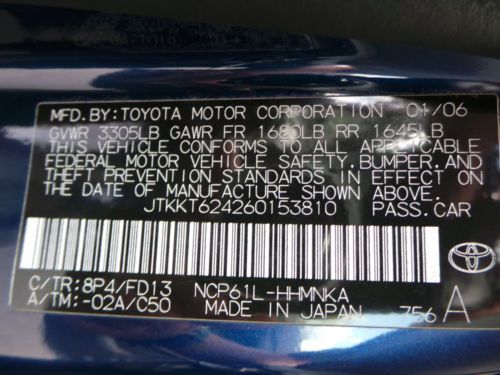 MFD. BY: TOYOTA MOTOR CORPORATION 01/06
GVWR 3305LB GAWR FR 1680LB RR 1645LB
THIS VEHICLE CONFORMS TO ALL APPLICABLE
FEDERAL MOTOR VEHICLE SAFETY, BUMPER, AND
THEFT PREVENTION STANDARDS IN EFFECT ON
THE DATE OF MANUFACTURE SHOWN ABOVE.
JTKKT624260153810 PASS. CAR
C/TR: 8P4/FD13 NCP61L-HHMNKA
A/TM: -02A/C50 MADE IN JAPAN 756 A